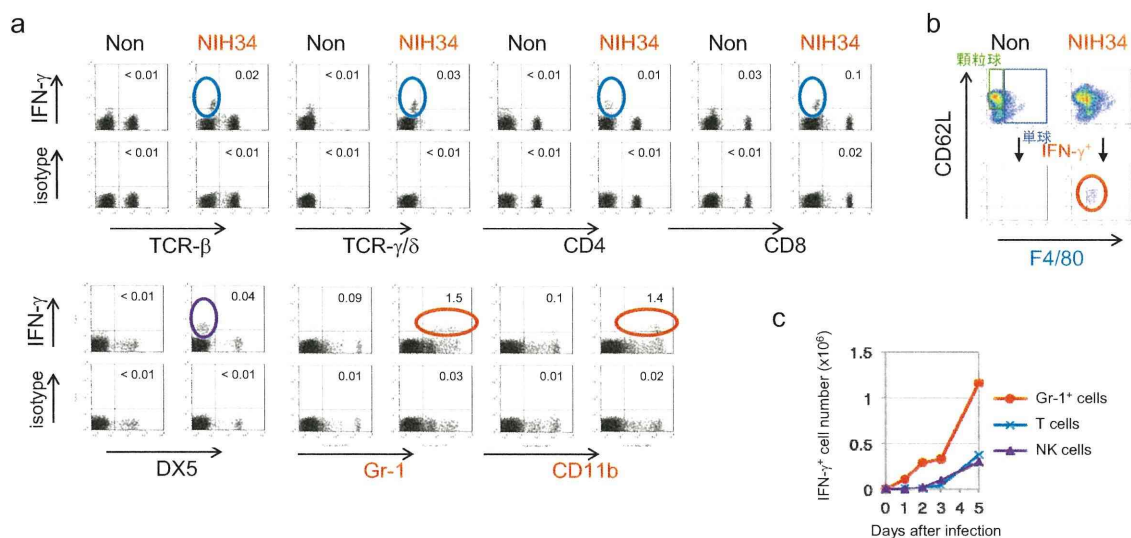 a
Non NIH34 Non NIH34 Non NIH34 Non NIH34
IFN-γ
< 0.01 0.02 < 0.01 0.03 < 0.01 0.01 0.03 0.1
isotype
< 0.01 < 0.01 < 0.01 < 0.01 < 0.01 < 0.01 < 0.01 0.02
TCR-β TCR-γ/δ CD4 CD8
IFN-γ
< 0.01 0.04 0.09 1.5 0.1 1.4
isotype
< 0.01 < 0.01 0.01 0.03 0.01 0.02
DX5 Gr-1 CD11b
b
Non NIH34
顆粒球
CD62L
単球
IFN-γ⁺
F4/80
c
IFN-γ⁺ cell number (x10⁶)
1.5
1
0.5
0
0 1 2 3 4 5
Days after infection
Gr-1⁺ cells
T cells
NK cells